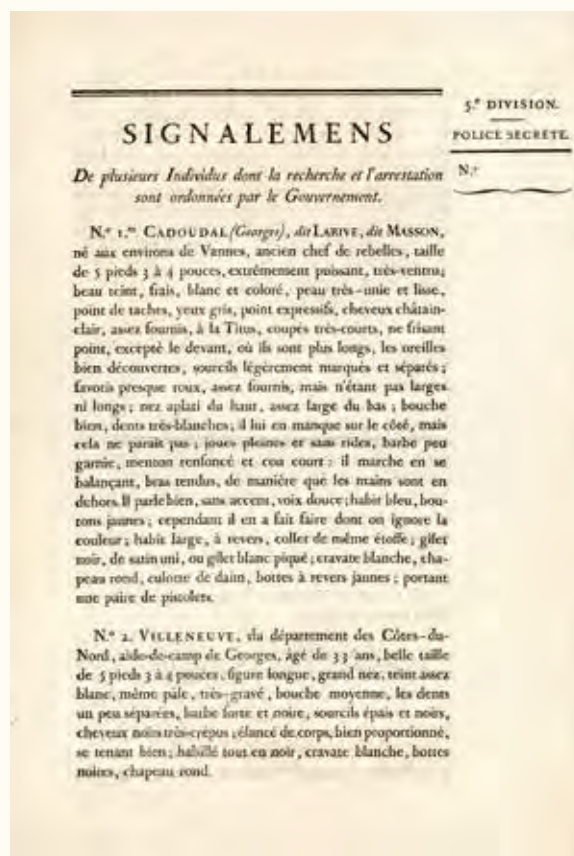 5.e DIVISION.
POLICE SECRÈTE.
N.o
SIGNALEMENS
De plusieurs Individus dont la recherche et l'arrestation
sont ordonnées par le Gouvernement.
N.o 1.er CADOUDAL (Georges), dit LARIVE, dit MASSON,
né aux environs de Vannes, ancien chef de rebelles, taille
de 5 pieds 3 à 4 pouces, extrêmement puissant, très-ventru;
beau teint, frais, blanc et coloré, peau très-unie et lisse,
point de taches, yeux gris, point expressifs, cheveux châtain-
clair, assez fournis, à la Titus, coupés très-courts, ne frisant
point, excepté le devant, où ils sont plus longs, les oreilles
bien découvertes, sourcils légèrement marqués et séparés;
favoris presque roux, assez fournis, mais n'étant pas larges
ni longs; nez aplati du haut, assez large du bas; bouche
bien, dents très-blanches; il lui en manque sur le côté, mais
cela ne paraît pas; joues pleines et sans rides, barbe peu
garnie, menton renfoncé et cou court: il marche en se
balançant, bras tendus, de manière que les mains sont en
dehors. Il parle bien, sans accent, voix douce; habit bleu, bou-
tons jaunes; cependant il en a fait faire dont on ignore la
couleur; habit large, à revers, collet de même étoffe; gilet
noir, de satin uni, ou gilet blanc piqué; cravate blanche, cha-
peau rond, culotte de daim, bottes à revers jaunes; portant
une paire de pistolets.
N.o 2. VILLENEUVE, du département des Côtes-du-
Nord, aide-de-camp de Georges, âgé de 33 ans, belle taille
de 5 pieds 3 à 4 pouces, figure longue, grand nez, teint assez
blanc, même pâle, très-gravé, bouche moyenne, les dents
un peu séparées, barbe forte et noire, sourcils épais et noirs,
cheveux noirs très-crépus; élancé de corps, bien proportionné,
se tenant bien; habillé tout en noir, cravate blanche, bottes
noires, chapeau rond.